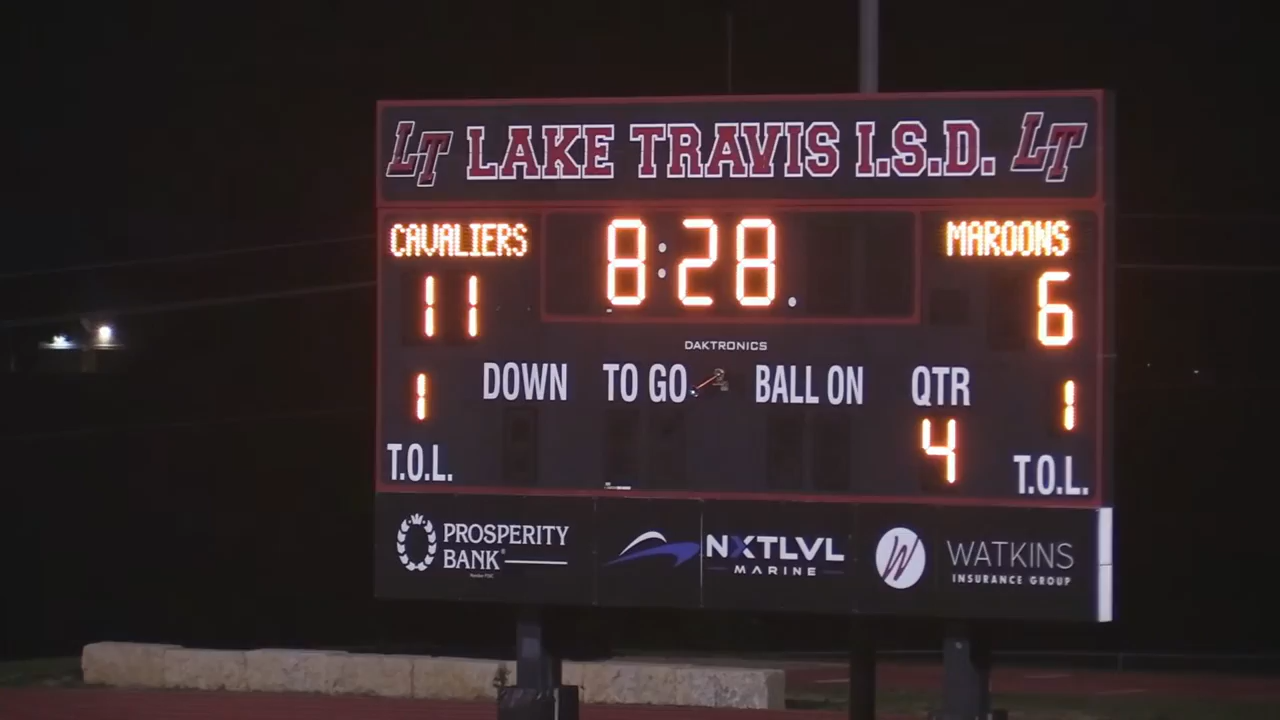 LT LAKE TRAVIS I.S.D. LT
CAVALIERS 8:28 MAROONS
11 6
DAKTRONICS
DOWN TO GO BALL ON QTR
1 4 1
T.O.L. T.O.L.
PROSPERITY BANK®
NXTLVL MARINE
W WATKINS INSURANCE GROUP